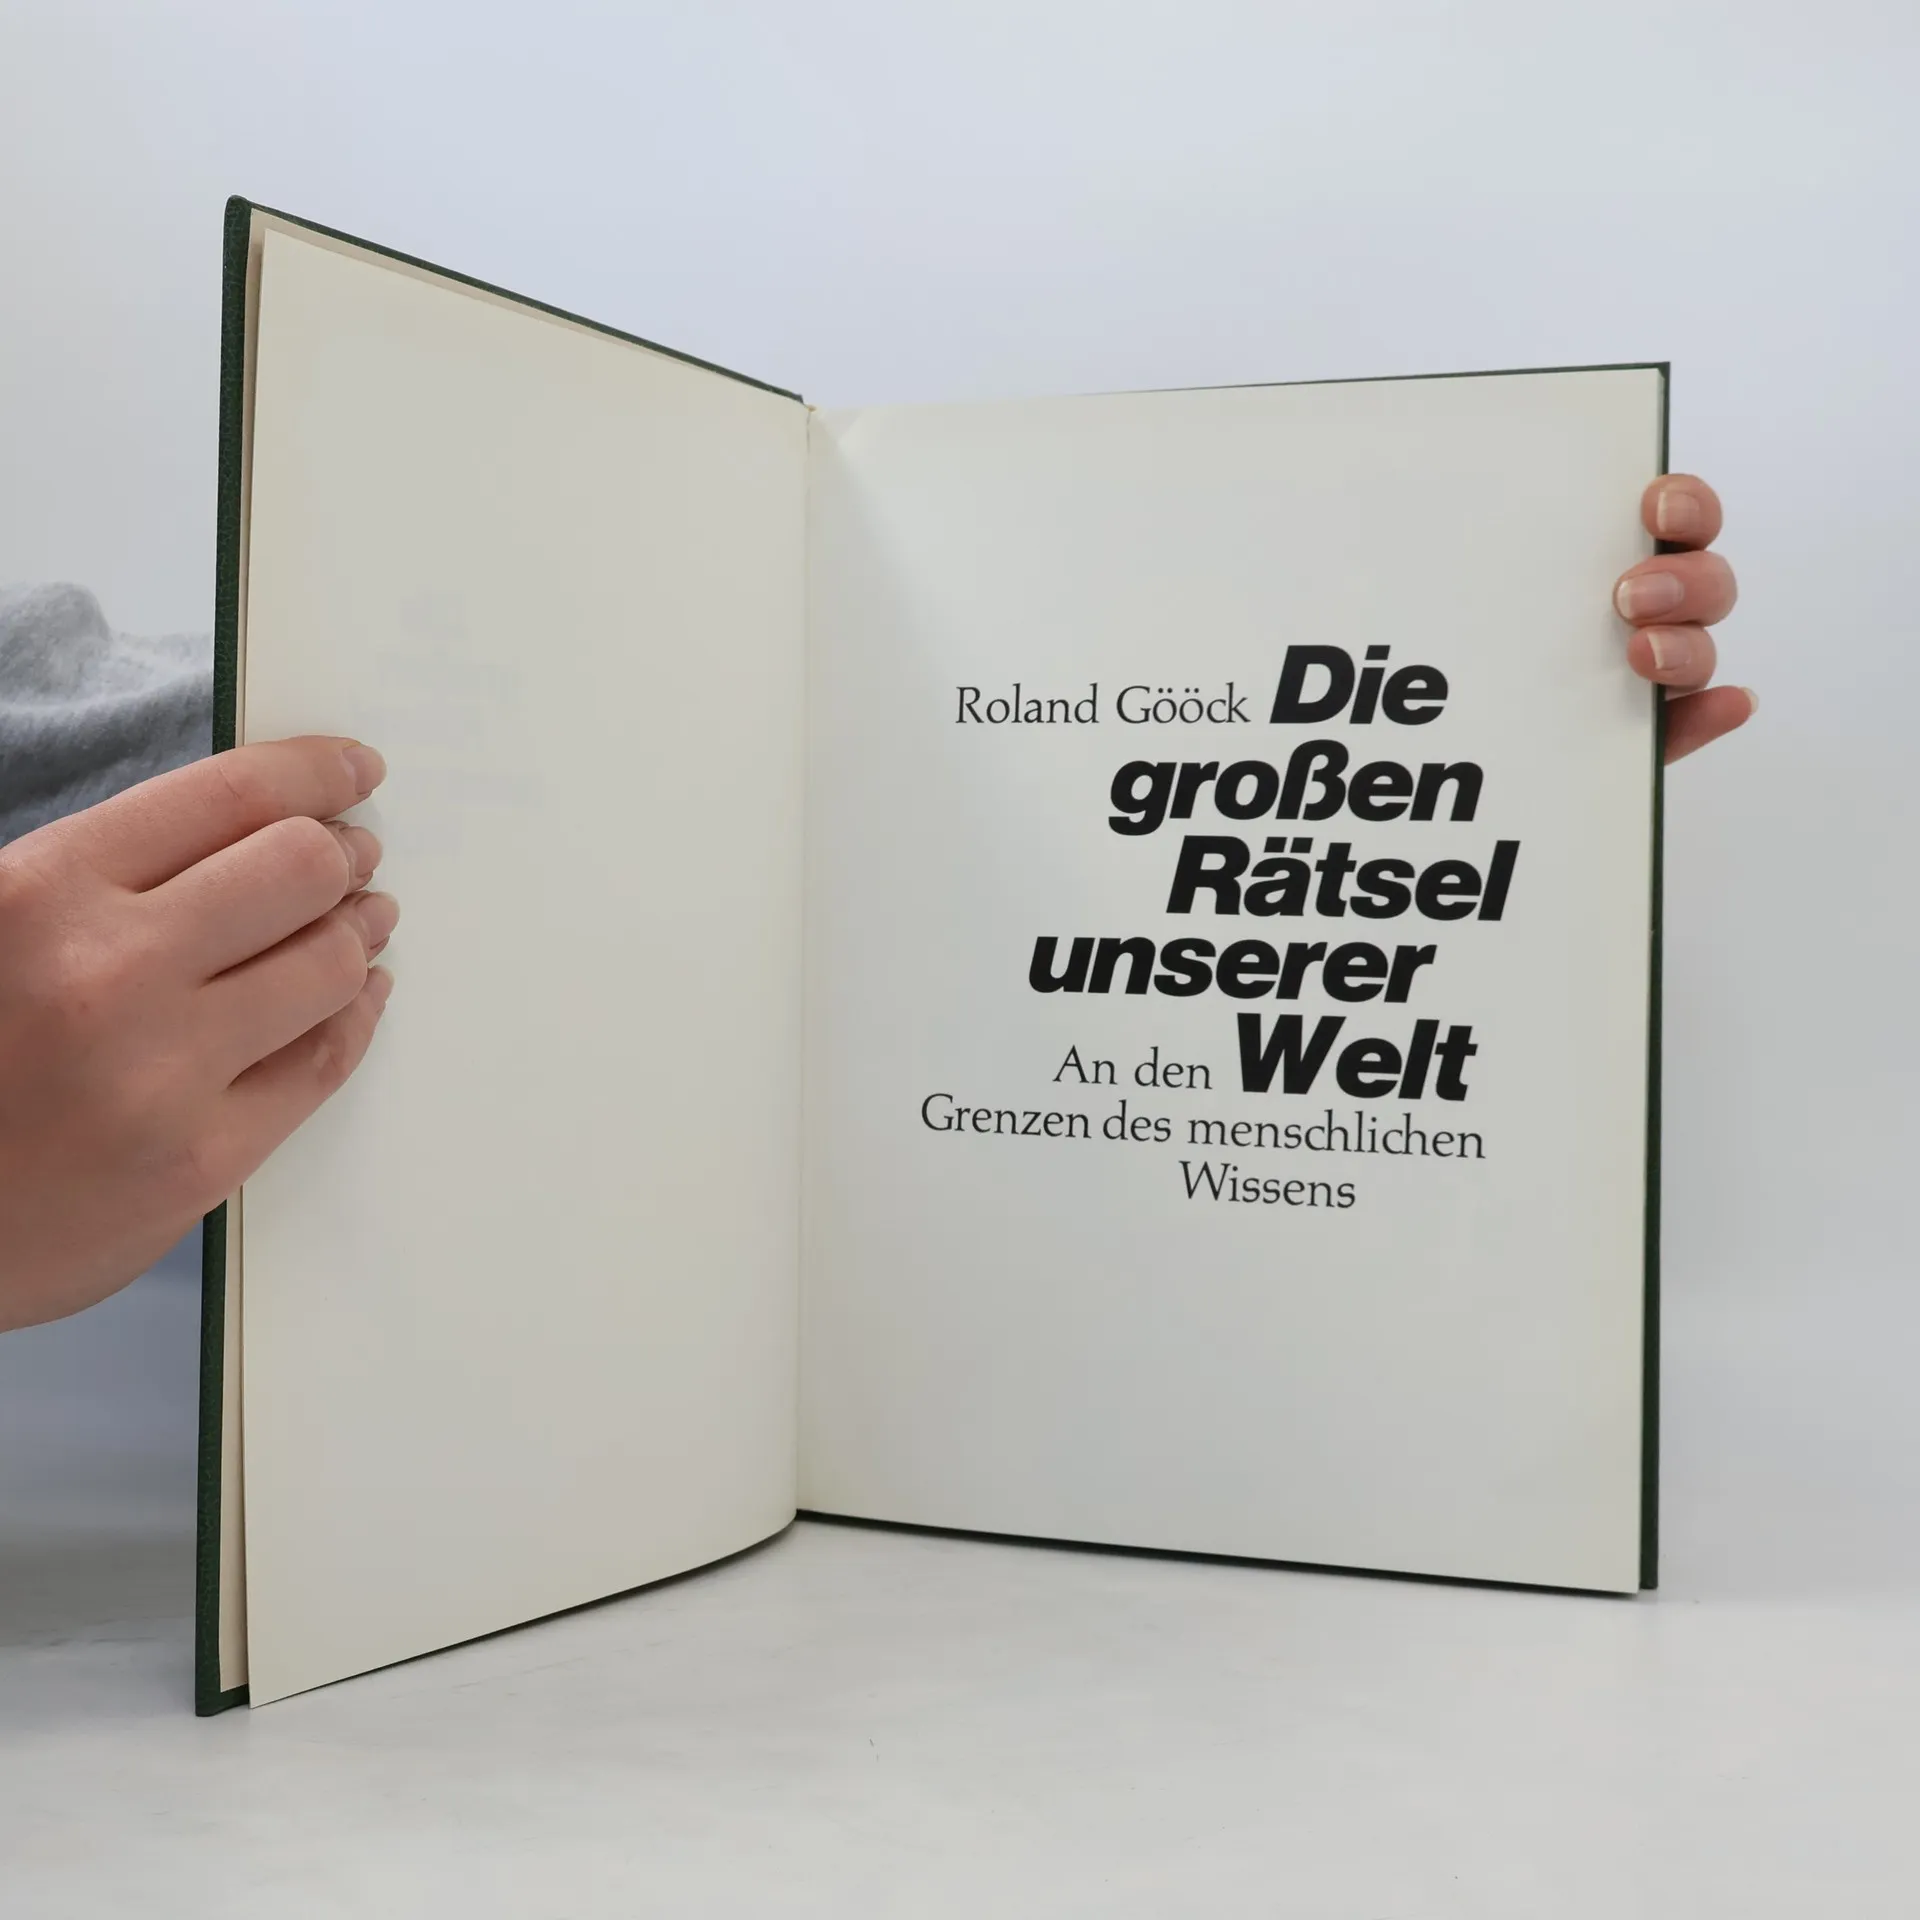 Roland Gööck Die
großen
Rätsel
unserer
An den Welt
Grenzen des menschlichen
Wissens